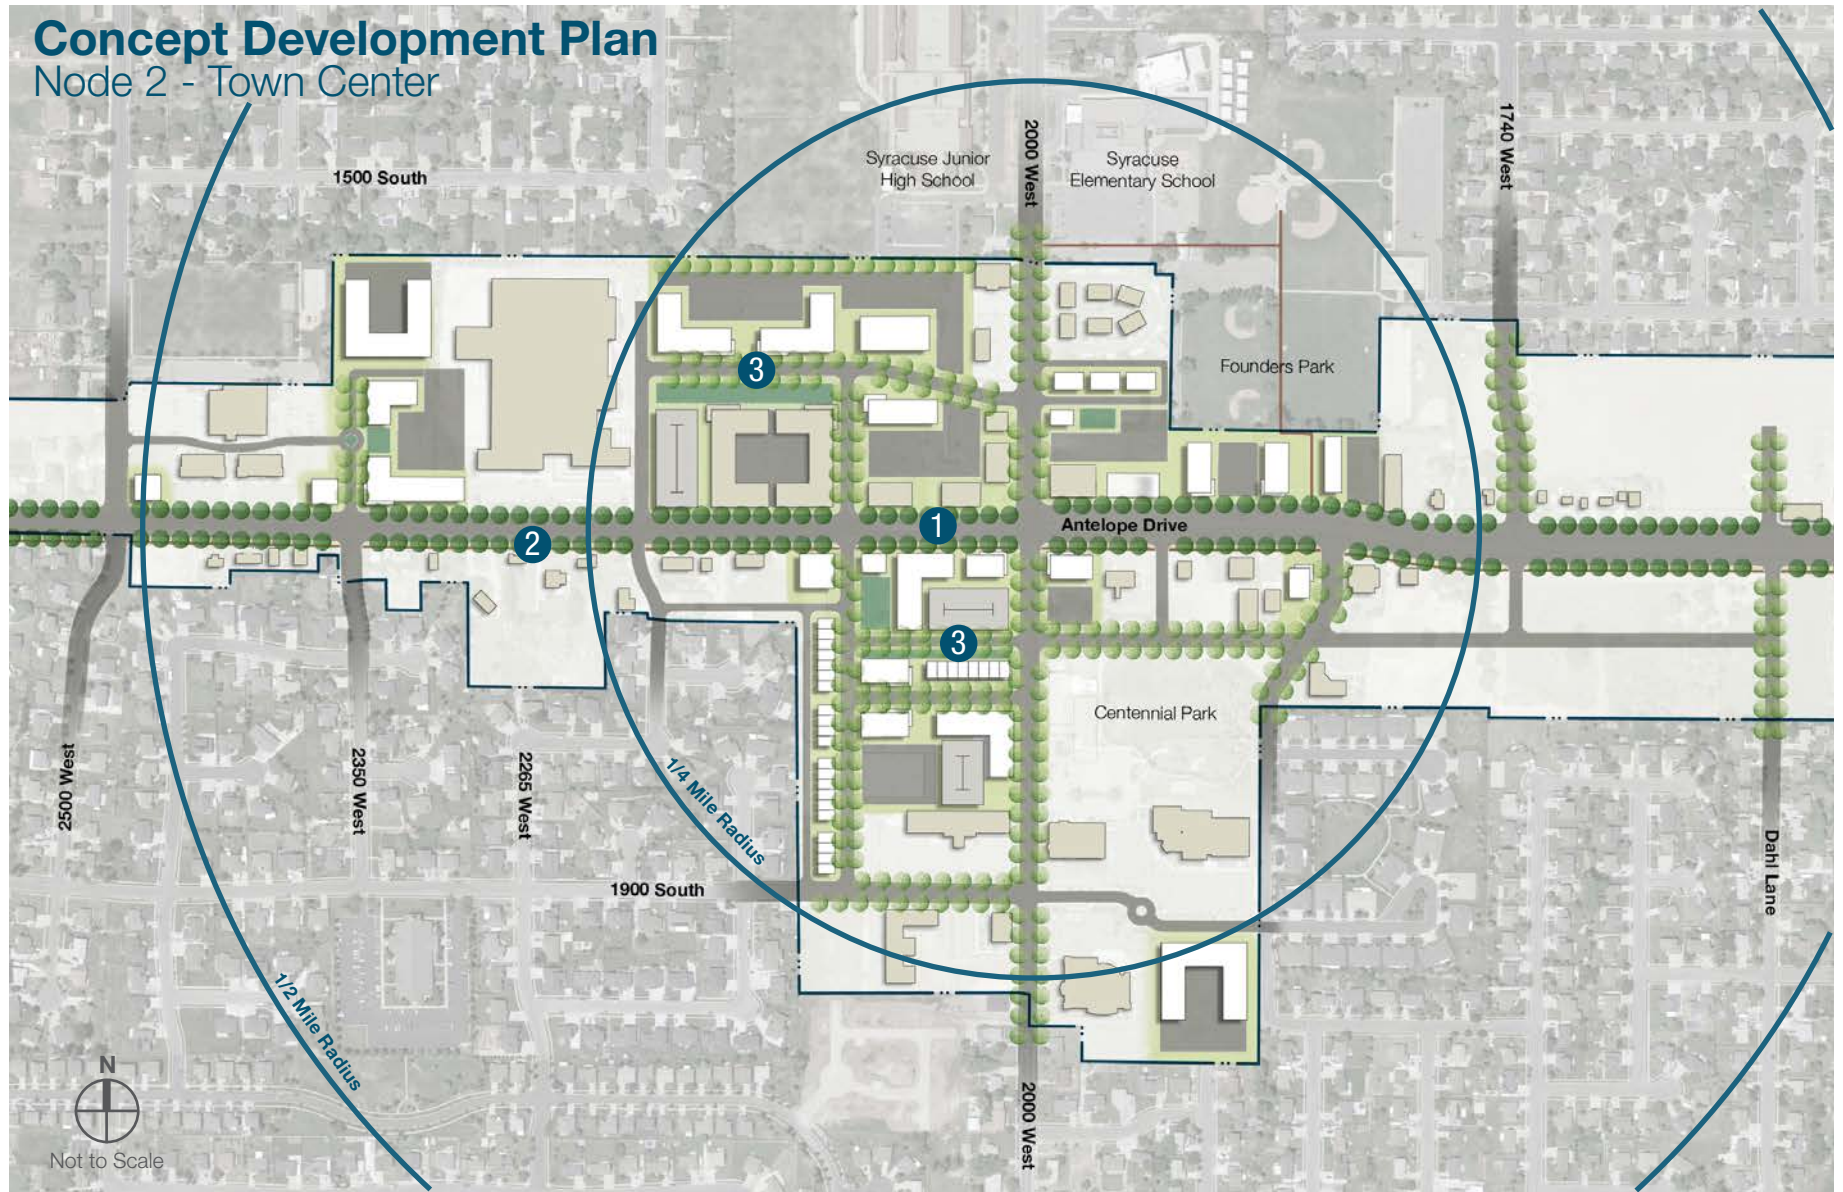 Concept Development Plan
Node 2 - Town Center
1500 South
Syracuse Junior
High School
2000 West
Syracuse
Elementary School
1740 West
Founders Park
3
1
Antelope Drive
2
3
Centennial Park
2500 West
2350 West
2265 West
1/4 Mile Radius
1900 South
Dahl Lane
1/2 Mile Radius
2000 West
N
Not to Scale